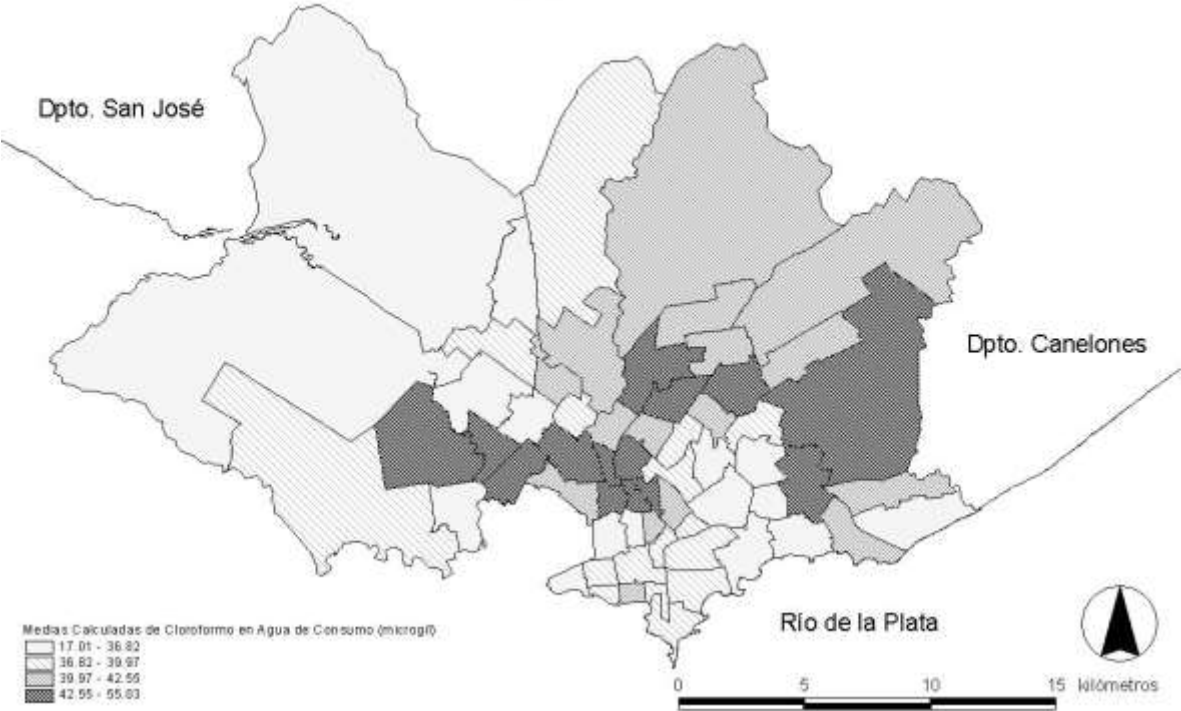 Dpto. San José
Dpto. Canelones
Río de la Plata
Medias Calculadas de Cloroformo en Agua de Consumo (microg/l)
17.01 - 36.82
36.82 - 39.97
39.97 - 42.55
42.55 - 55.03
0 5 10 15 kilómetros